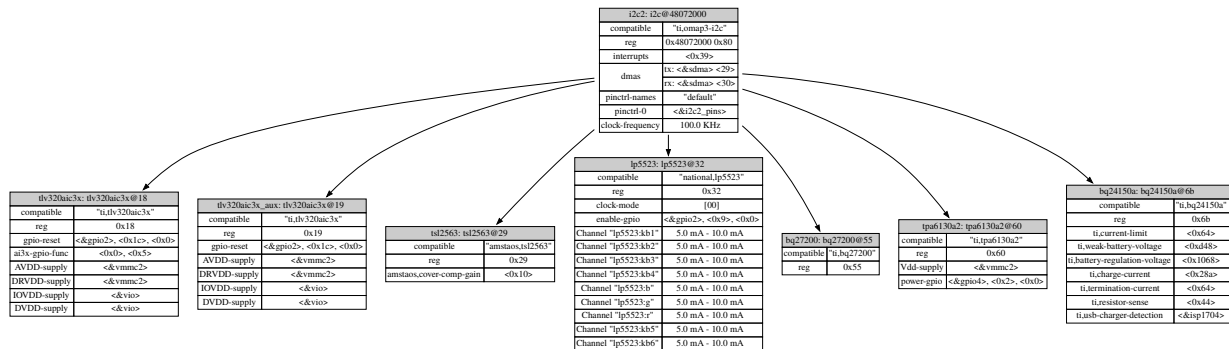 i2c2: i2c@48072000
compatible "ti,omap3-i2c"
reg 0x48072000 0x80
interrupts <0x39>
dmas tx: <&sdma> <29>
rx: <&sdma> <30>
pinctrl-names "default"
pinctrl-0 <&i2c2_pins>
clock-frequency 100.0 KHz
tlv320aic3x: tlv320aic3x@18
compatible "ti,tlv320aic3x"
reg 0x18
gpio-reset <&gpio2>, <0x1c>, <0x0>
ai3x-gpio-func <0x0>, <0x5>
AVDD-supply <&vmmc2>
DRVDD-supply <&vmmc2>
IOVDD-supply <&vio>
DVDD-supply <&vio>
tlv320aic3x_aux: tlv320aic3x@19
compatible "ti,tlv320aic3x"
reg 0x19
gpio-reset <&gpio2>, <0x1c>, <0x0>
AVDD-supply <&vmmc2>
DRVDD-supply <&vmmc2>
IOVDD-supply <&vio>
DVDD-supply <&vio>
tsl2563: tsl2563@29
compatible "amstaos,tsl2563"
reg 0x29
amstaos,cover-comp-gain <0x10>
lp5523: lp5523@32
compatible "national,lp5523"
reg 0x32
clock-mode [00]
enable-gpio <&gpio2>, <0x9>, <0x0>
Channel "lp5523:kb1" 5.0 mA - 10.0 mA
Channel "lp5523:kb2" 5.0 mA - 10.0 mA
Channel "lp5523:kb3" 5.0 mA - 10.0 mA
Channel "lp5523:kb4" 5.0 mA - 10.0 mA
Channel "lp5523:b" 5.0 mA - 10.0 mA
Channel "lp5523:g" 5.0 mA - 10.0 mA
Channel "lp5523:r" 5.0 mA - 10.0 mA
Channel "lp5523:kb5" 5.0 mA - 10.0 mA
Channel "lp5523:kb6" 5.0 mA - 10.0 mA
bq27200: bq27200@55
compatible "ti,bq27200"
reg 0x55
tpa6130a2: tpa6130a2@60
compatible "ti,tpa6130a2"
reg 0x60
Vdd-supply <&vmmc2>
power-gpio <&gpio4>, <0x2>, <0x0>
bq24150a: bq24150a@6b
compatible "ti,bq24150a"
reg 0x6b
ti,current-limit <0x64>
ti,weak-battery-voltage <0xd48>
ti,battery-regulation-voltage <0x1068>
ti,charge-current <0x28a>
ti,termination-current <0x64>
ti,resistor-sense <0x44>
ti,usb-charger-detection <&isp1704>